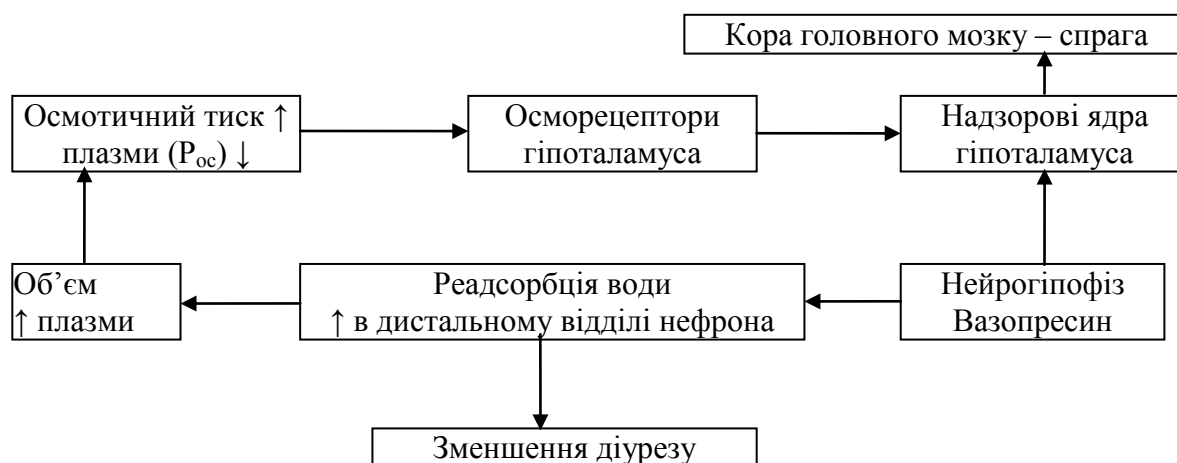 Кора головного мозку – спрага
Осмотичний тиск ↑
плазми (Рос) ↓
Осморецептори
гіпоталамуса
Надзорові ядра
гіпоталамуса
Об’єм
↑ плазми
Реадсорбція води
↑ в дистальному відділі нефрона
Нейрогіпофіз
Вазопресин
Зменшення діурезу